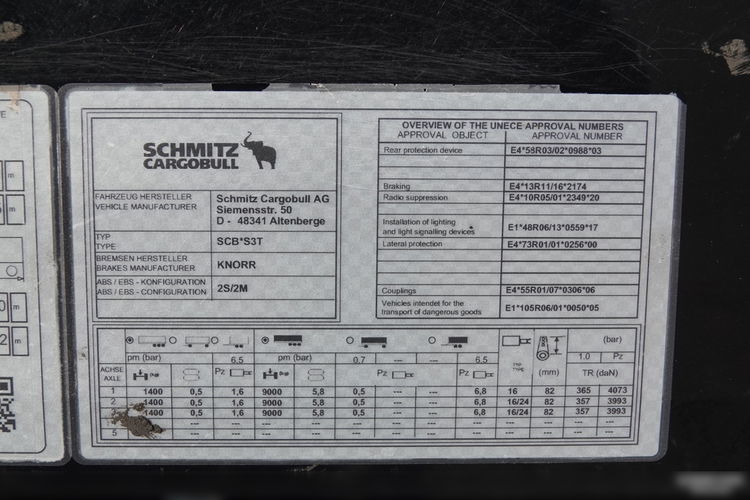 SCHMITZ
CARGOBULL
FAHRZEUG HERSTELLER
VEHICLE MANUFACTURER
Schmitz Cargobull AG
Siemensstr. 50
D - 48341 Altenberge
TYP
TYPE
SCB*S3T
BREMSEN HERSTELLER
BRAKES MANUFACTURER
KNORR
ABS / EBS - KONFIGURATION
ABS / EBS - CONFIGURATION
2S/2M
OVERVIEW OF THE UNECE APPROVAL NUMBERS
APPROVAL OBJECT APPROVAL NUMBER
Rear protection device E4*58R03/02*0988*03
Braking E4*13R11/16*2174
Radio suppression E4*10R05/01*2349*20
Installation of lighting
and light signalling devices E1*48R06/13*0559*17
Lateral protection E4*73R01/01*0256*00
Couplings E4*55R01/07*0306*06
Vehicles intendet for the
transport of dangerous goods E1*105R06/01*0050*05
(bar)
pm (bar) 6.5 pm (bar) 0.7 --- --- 6.5 TYP TYPE 1.0 Pz
ACHSE
AXLE
Pz Pz Pz (mm) TR (daN)
1 1400 0,5 1,6 9000 5,8 0,5 --- --- 6,8 16 82 365 4073
2 1400 0,5 1,6 9000 5,8 0,5 --- --- 6,8 16/24 82 357 3993
1400 0,5 1,6 9000 5,8 0,5 --- --- 6,8 16/24 82 357 3993
--- --- --- --- --- --- --- --- --- --- --- --- ---
5 --- --- --- --- --- --- --- --- --- --- --- --- ---
m
m
0 m
2 m